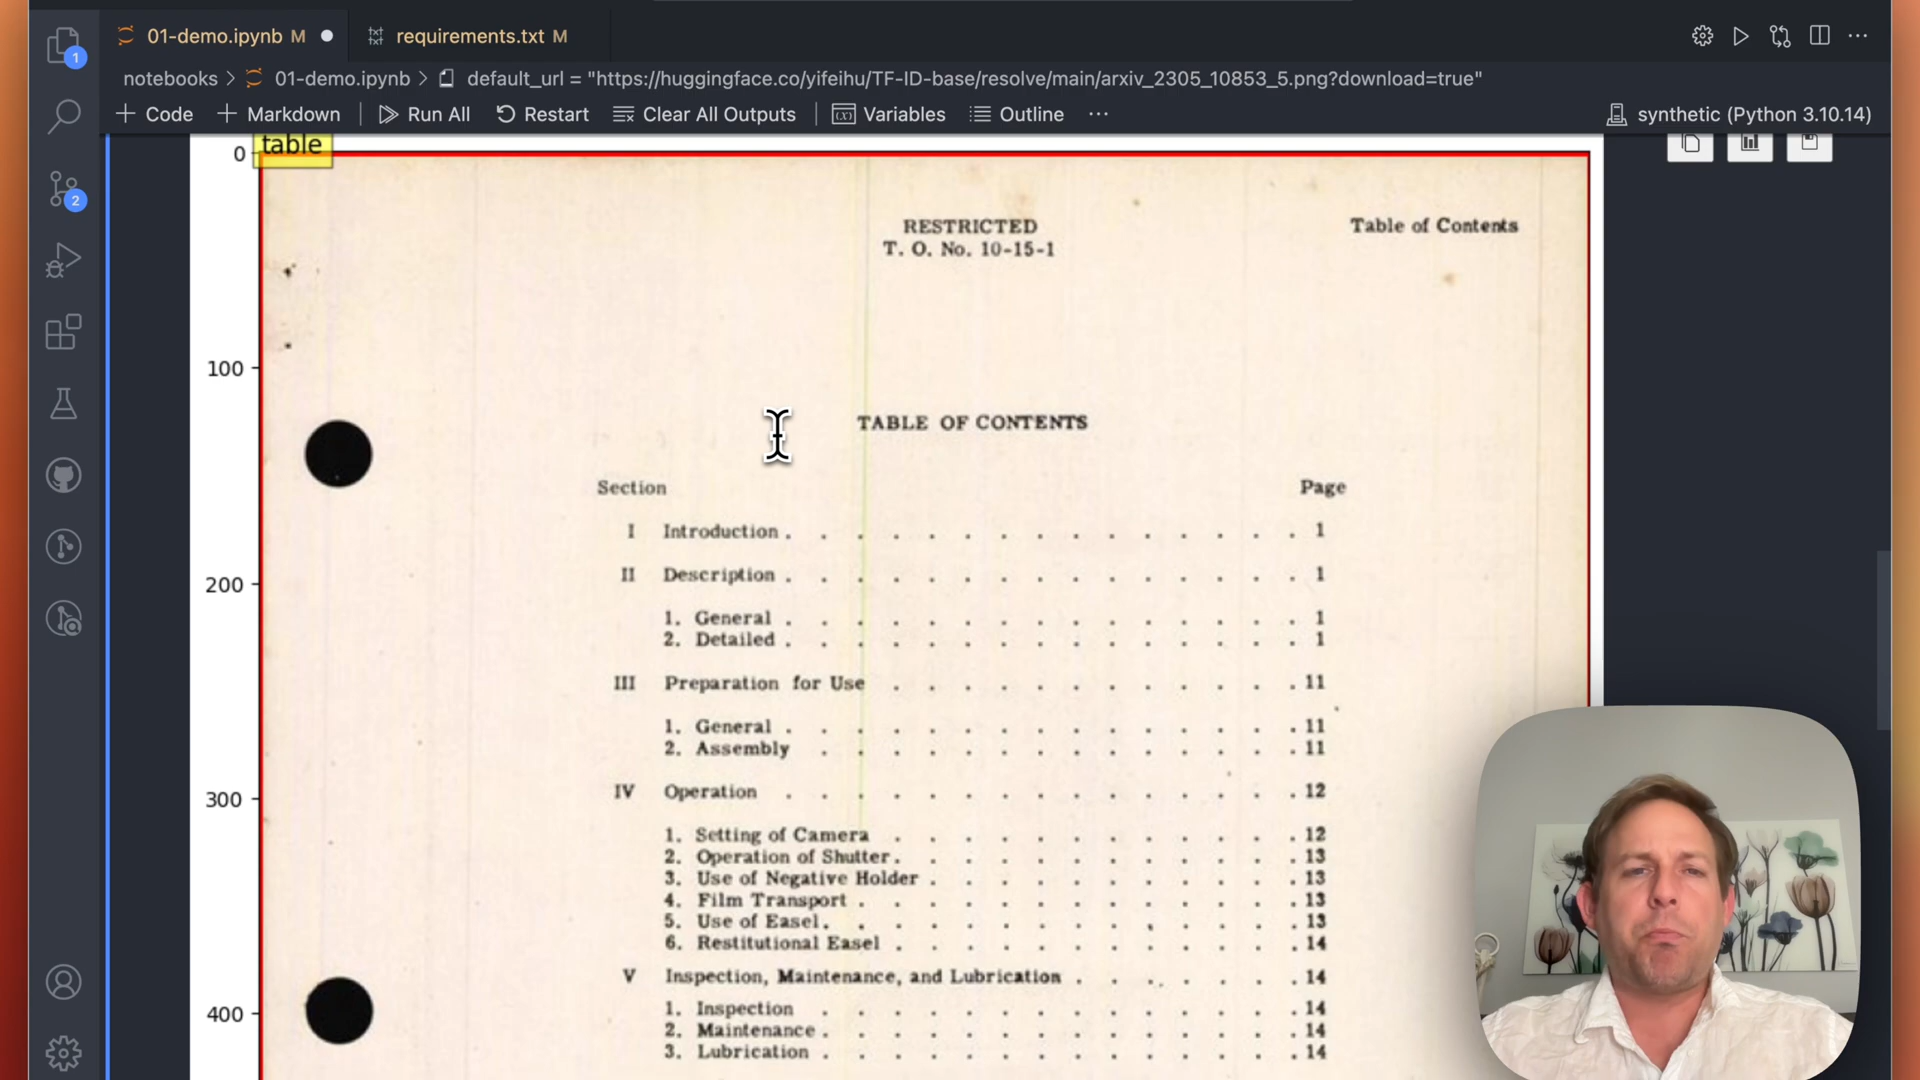 01-demo.ipynb M
requirements.txt M
1
notebooks > 01-demo.ipynb > default_url = "https://huggingface.co/yifeihu/TF-ID-base/resolve/main/arxiv_2305_10853_5.png?download=true"
+ Code + Markdown Run All Restart Clear All Outputs Variables Outline ... synthetic (Python 3.10.14)
2
table
0
100
200
300
400
RESTRICTED Table of Contents
T. O. No. 10-15-1
TABLE OF CONTENTS
Section Page
I Introduction . . . . . . . . . . . . . . . 1
II Description . . . . . . . . . . . . . . . 1
1. General . . . . . . . . . . . . . . . 1
2. Detailed . . . . . . . . . . . . . . . 1
III Preparation for Use . . . . . . . . . . . . 11
1. General . . . . . . . . . . . . . . . 11
2. Assembly . . . . . . . . . . . . . . 11
IV Operation . . . . . . . . . . . . . . . 12
1. Setting of Camera . . . . . . . . . . . . 12
2. Operation of Shutter . . . . . . . . . . . . 13
3. Use of Negative Holder . . . . . . . . . . . 13
4. Film Transport . . . . . . . . . . . . . 13
5. Use of Easel . . . . . . . . . . . . . . 13
6. Restitutional Easel . . . . . . . . . . . . 14
V Inspection, Maintenance, and Lubrication . . . . . . . 14
1. Inspection . . . . . . . . . . . . . . 14
2. Maintenance . . . . . . . . . . . . . . 14
3. Lubrication . . . . . . . . . . . . . . 14